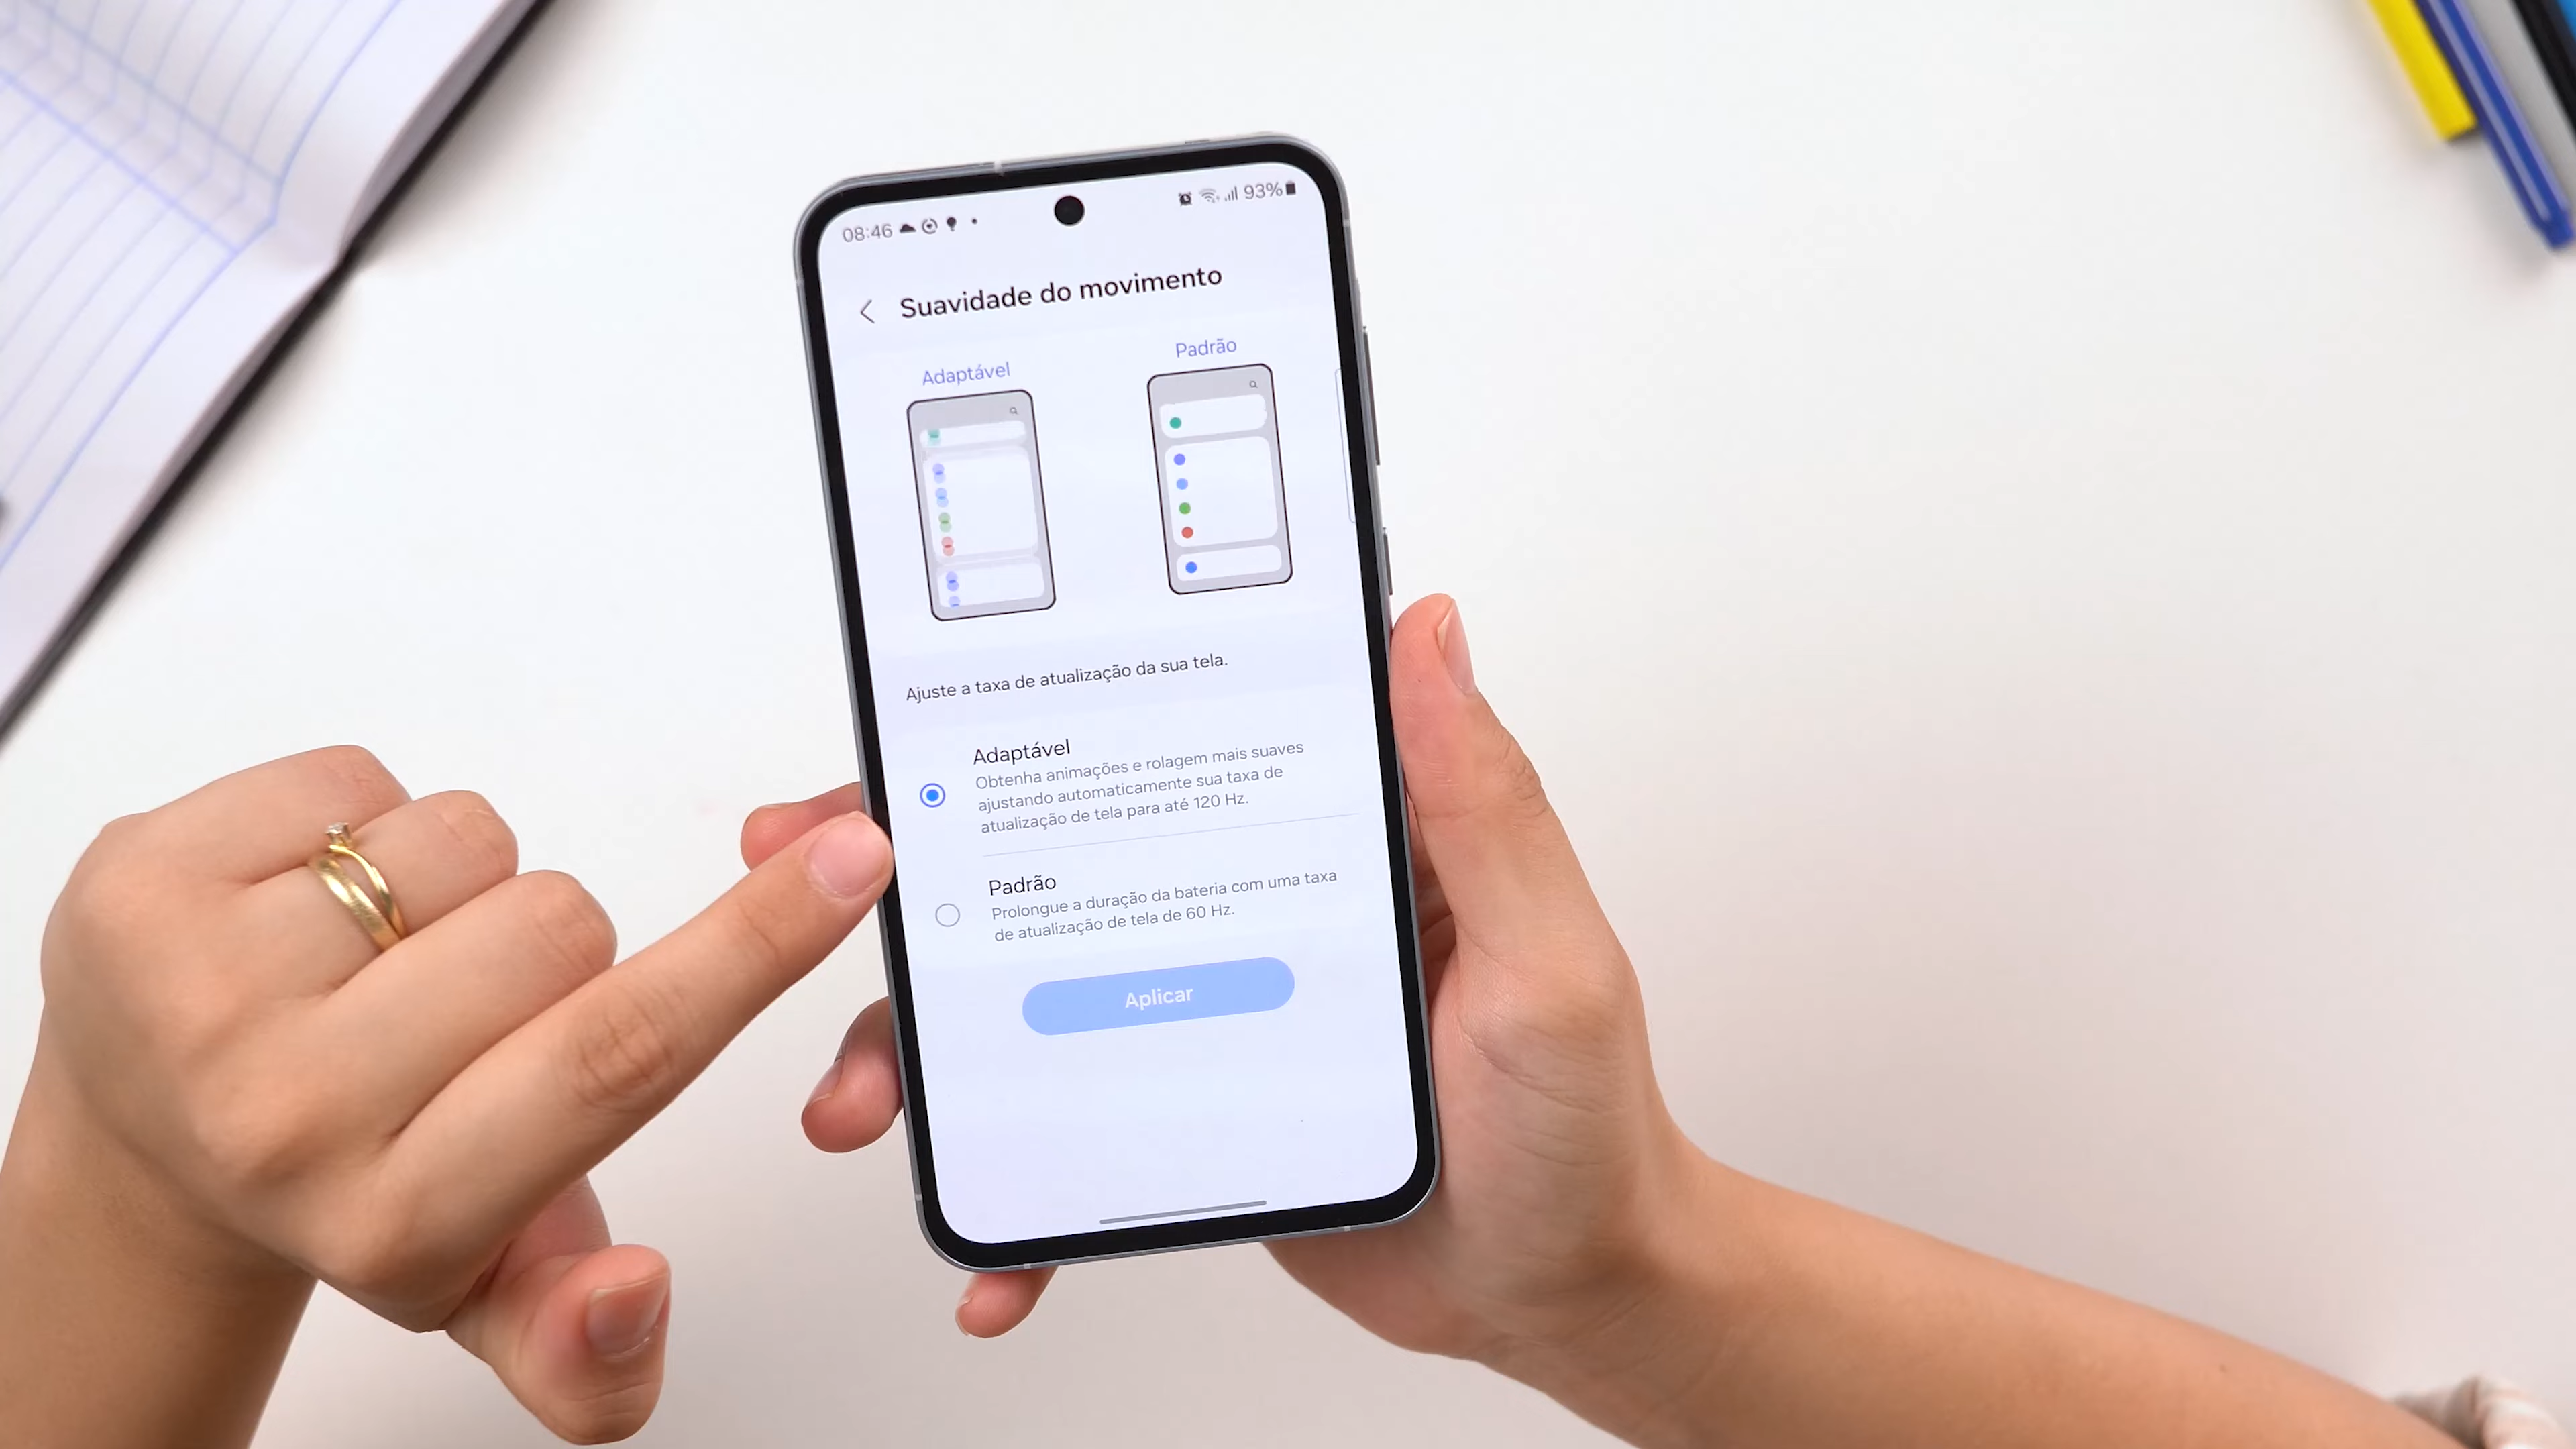 08:46
93%
Suavidade do movimento
Adaptável
Padrão
Ajuste a taxa de atualização da sua tela.
Adaptável
Obtenha animações e rolagem mais suaves
ajustando automaticamente sua taxa de
atualização de tela para até 120 Hz.
Padrão
Prolongue a duração da bateria com uma taxa
de atualização de tela de 60 Hz.
Aplicar